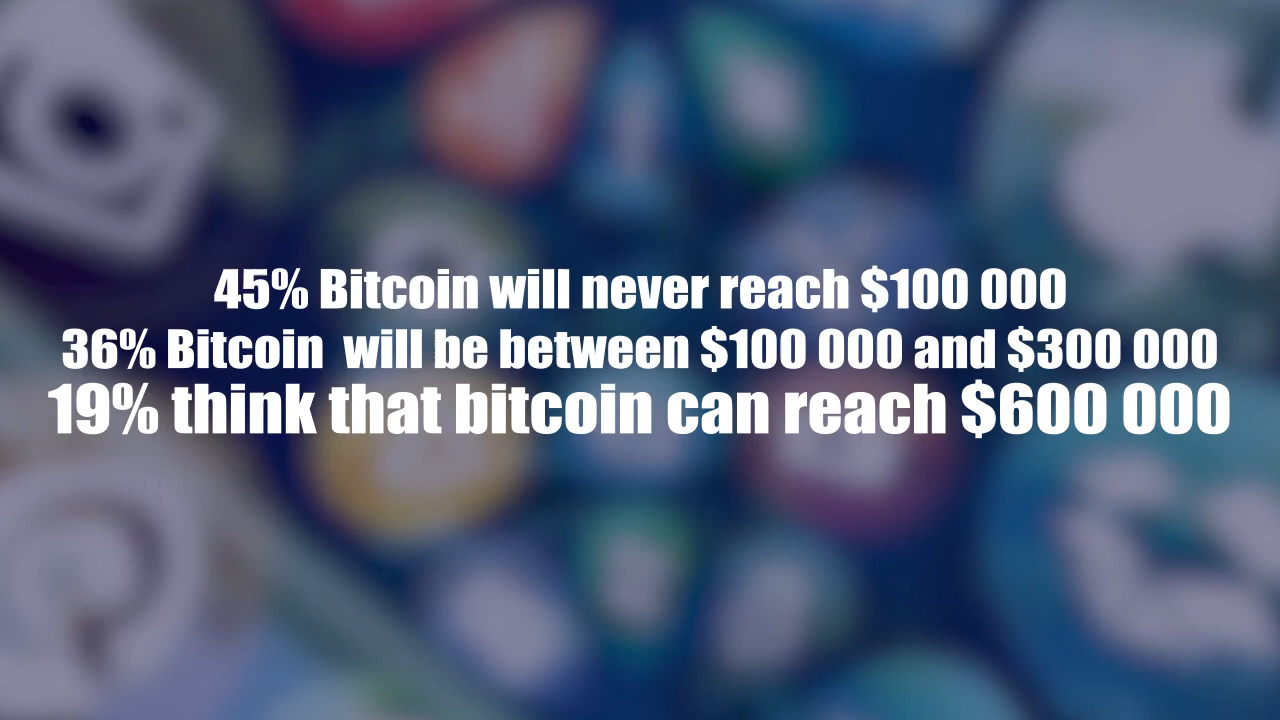 45% Bitcoin will never reach $100 000
36% Bitcoin  will be between $100 000 and $300 000
19% think that bitcoin can reach $600 000